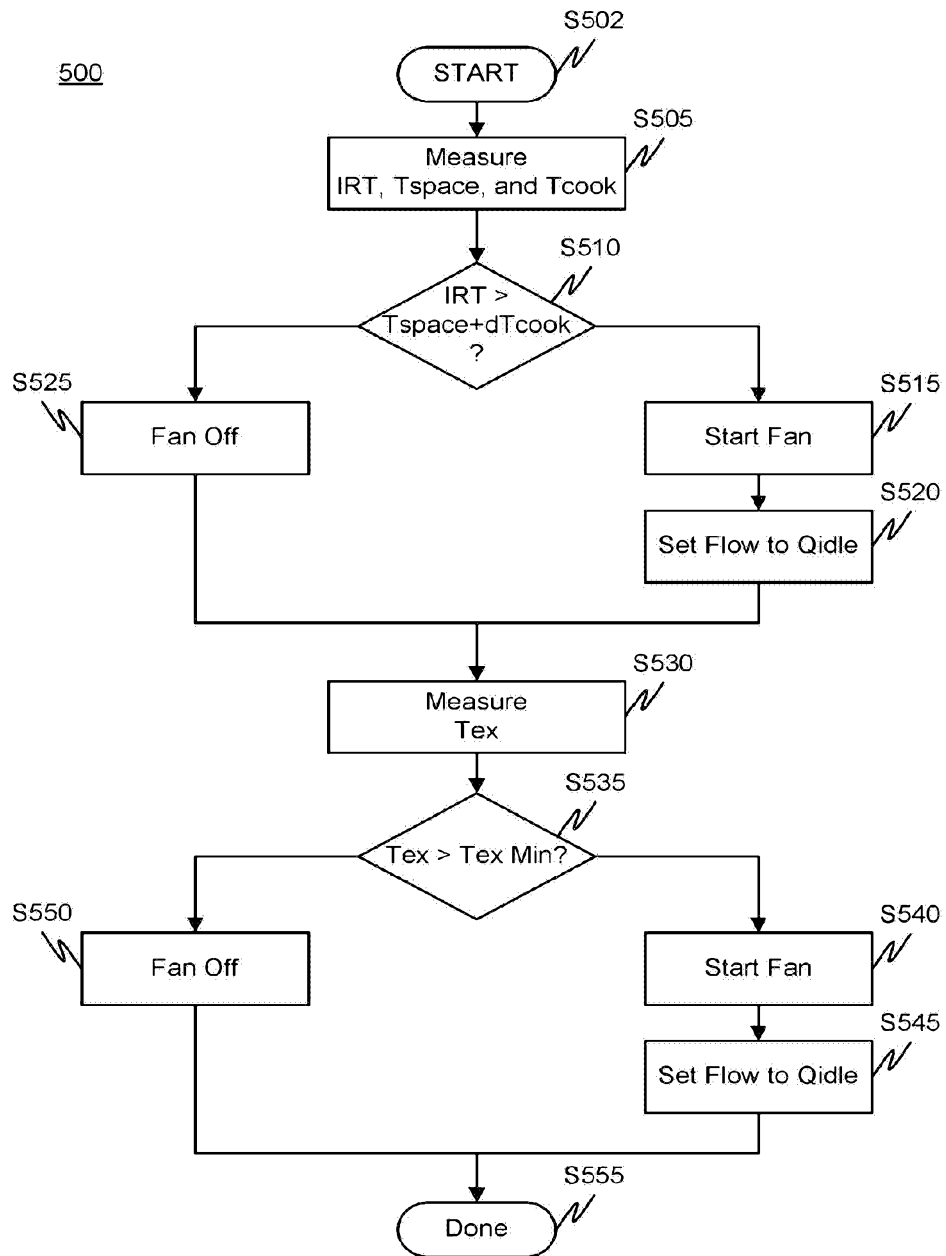 500
S502
START
S505
Measure
IRT, Tspace, and Tcook
S510
IRT >
Tspace+dTcook
?
S525
Fan Off
S515
Start Fan
S520
Set Flow to Qidle
S530
Measure
Tex
S535
Tex > Tex Min?
S550
Fan Off
S540
Start Fan
S545
Set Flow to Qidle
S555
Done